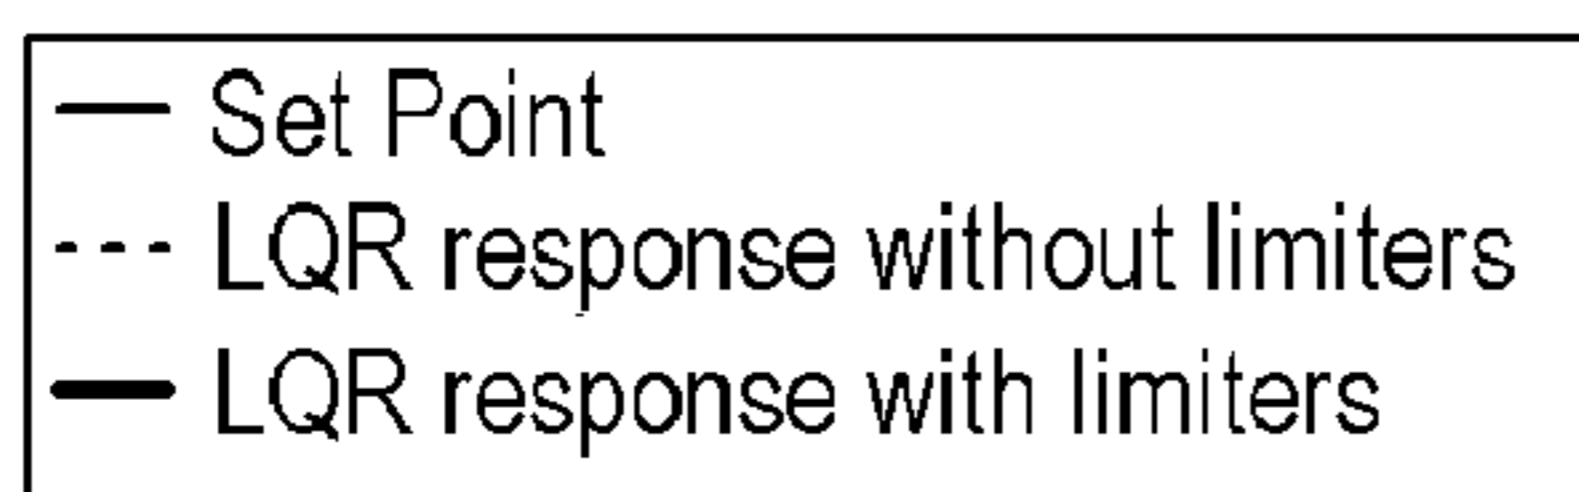 Set Point
LQR response without limiters
LQR response with limiters